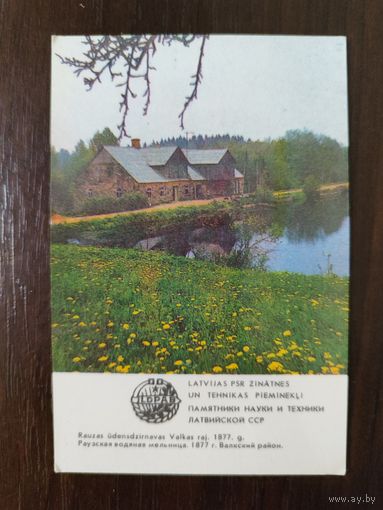 LATVIJAS PSR ZINĀTNES
UN TEHNIKAS PIEMINEKĻI
ПАМЯТНИКИ НАУКИ И ТЕХНИКИ
ЛАТВИЙСКОЙ ССР
Rauzas ūdensdzirnavas Valkas raj. 1877. g.
Раузская водяная мельница. 1877 г. Валкский район.
ay.by